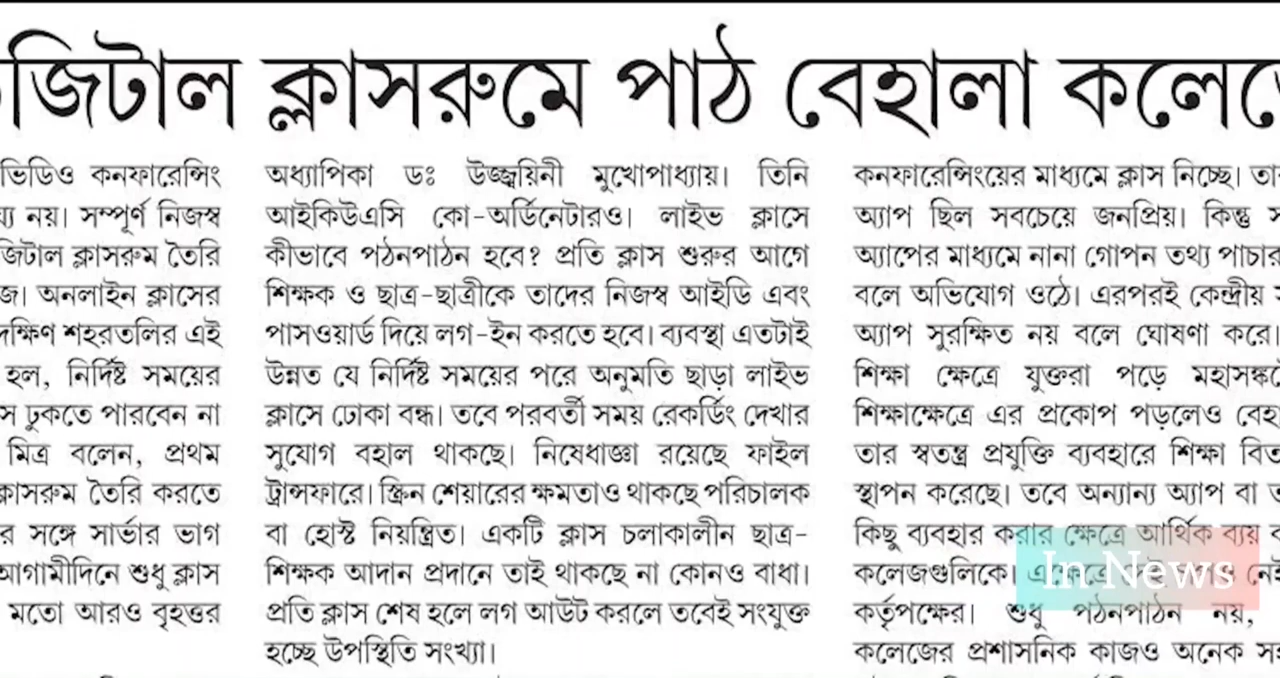 ডিজিটাল ক্লাসরুমে পাঠ বেহালা কলেজে
ভিডিও কনফারেন্সিং
নয়। সম্পূর্ণ নিজস্ব
ক্লাসরুম তৈরি
অনলাইন ক্লাসের
শহরতলির এই
হল, নির্দিষ্ট সময়ের
ঢুকতে পারবেন না
মিত্র বলেন, প্রথম
ক্লাসরুম তৈরি করতে
সঙ্গে সার্ভার ভাগ
আগামীদিনে শুধু ক্লাস
মতো আরও বৃহত্তর
অধ্যাপিকা ডঃ উজ্জ্বয়িনী মুখোপাধ্যায়। তিনি
আইকিউএসি কো-অর্ডিনেটারও। লাইভ ক্লাসে
কীভাবে পঠনপাঠন হবে? প্রতি ক্লাস শুরুর আগে
শিক্ষক ও ছাত্র-ছাত্রীকে তাদের নিজস্ব আইডি এবং
পাসওয়ার্ড দিয়ে লগ-ইন করতে হবে। ব্যবস্থা এতটাই
উন্নত যে নির্দিষ্ট সময়ের পরে অনুমতি ছাড়া লাইভ
ক্লাসে ঢোকা বন্ধ। তবে পরবর্তী সময় রেকর্ডিং দেখার
সুযোগ বহাল থাকছে। নিষেধাজ্ঞা রয়েছে ফাইল
ট্রান্সফারে। স্ক্রিন শেয়ারের ক্ষমতাও থাকছে পরিচালক
বা হোস্ট নিয়ন্ত্রিত। একটি ক্লাস চলাকালীন ছাত্র-
শিক্ষক আদান প্রদানে তাই থাকছে না কোনও বাধা।
প্রতি ক্লাস শেষ হলে লগ আউট করলে তবেই সংযুক্ত
হচ্ছে উপস্থিতি সংখ্যা।
কনফারেন্সিংয়ের মাধ্যমে ক্লাস নিচ্ছে।
অ্যাপ ছিল সবচেয়ে জনপ্রিয়। কিন্তু
অ্যাপের মাধ্যমে নানা গোপন তথ্য পাচার
বলে অভিযোগ ওঠে। এরপরই কেন্দ্রীয়
অ্যাপ সুরক্ষিত নয় বলে ঘোষণা করে।
শিক্ষা ক্ষেত্রে যুক্তরা পড়ে
শিক্ষাক্ষেত্রে এর প্রকোপ পড়লেও
তার স্বতন্ত্র প্রযুক্তি ব্যবহারে শিক্ষা
স্থাপন করেছে। তবে অন্যান্য অ্যাপ বা
কিছু ব্যবহার করার ক্ষেত্রে আর্থিক ব্যয়
কলেজগুলিকে। এক্ষেত্রে
কর্তৃপক্ষের। শুধু পঠনপাঠন নয়,
কলেজের প্রশাসনিক কাজও অনেক
In News